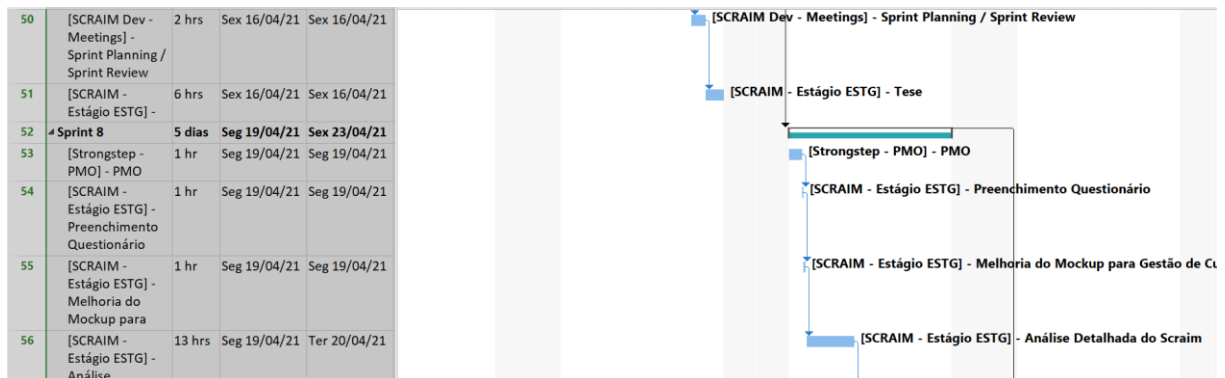 50 [SCRAIM Dev - 2 hrs Sex 16/04/21 Sex 16/04/21
Meetings] -
Sprint Planning /
Sprint Review
[SCRAIM Dev - Meetings] - Sprint Planning / Sprint Review
51 [SCRAIM - 6 hrs Sex 16/04/21 Sex 16/04/21
Estágio ESTG] -
[SCRAIM - Estágio ESTG] - Tese
52 Sprint 8 5 dias Seg 19/04/21 Sex 23/04/21
53 [Strongstep - 1 hr Seg 19/04/21 Seg 19/04/21
PMO] - PMO
[Strongstep - PMO] - PMO
54 [SCRAIM - 1 hr Seg 19/04/21 Seg 19/04/21
Estágio ESTG] -
Preenchimento
Questionário
[SCRAIM - Estágio ESTG] - Preenchimento Questionário
55 [SCRAIM - 1 hr Seg 19/04/21 Seg 19/04/21
Estágio ESTG] -
Melhoria do
Mockup para
[SCRAIM - Estágio ESTG] - Melhoria do Mockup para Gestão de Cu
56 [SCRAIM - 13 hrs Seg 19/04/21 Ter 20/04/21
Estágio ESTG] -
Análise
[SCRAIM - Estágio ESTG] - Análise Detalhada do Scraim